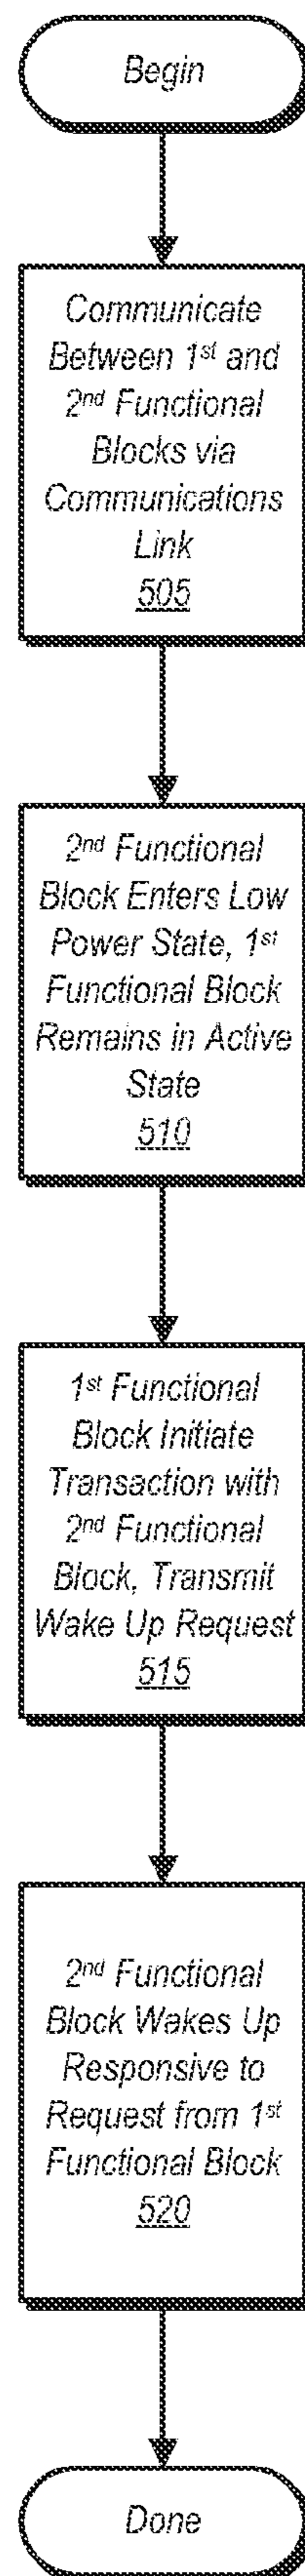 Begin
Communicate
Between 1st and
2nd Functional
Blocks via
Communications
Link
505
2nd Functional
Block Enters Low
Power State, 1st
Functional Block
Remains in Active
State
510
1st Functional
Block Initiate
Transaction with
2nd Functional
Block, Transmit
Wake Up Request
515
2nd Functional
Block Wakes Up
Responsive to
Request from 1st
Functional Block
520
Done